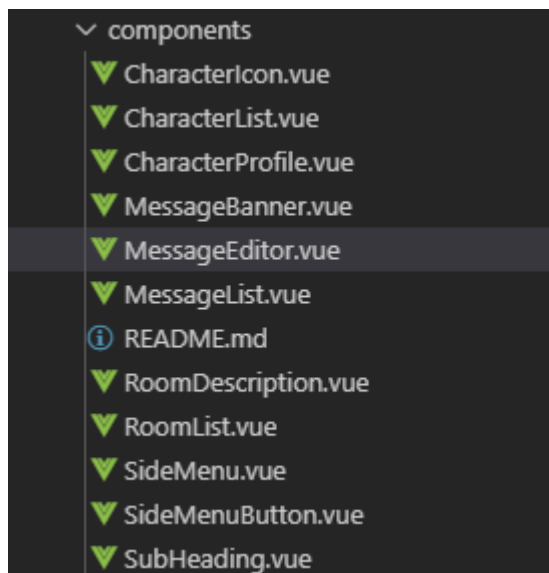 components
CharacterIcon.vue
CharacterList.vue
CharacterProfile.vue
MessageBanner.vue
MessageEditor.vue
MessageList.vue
README.md
RoomDescription.vue
RoomList.vue
SideMenu.vue
SideMenuButton.vue
SubHeading.vue